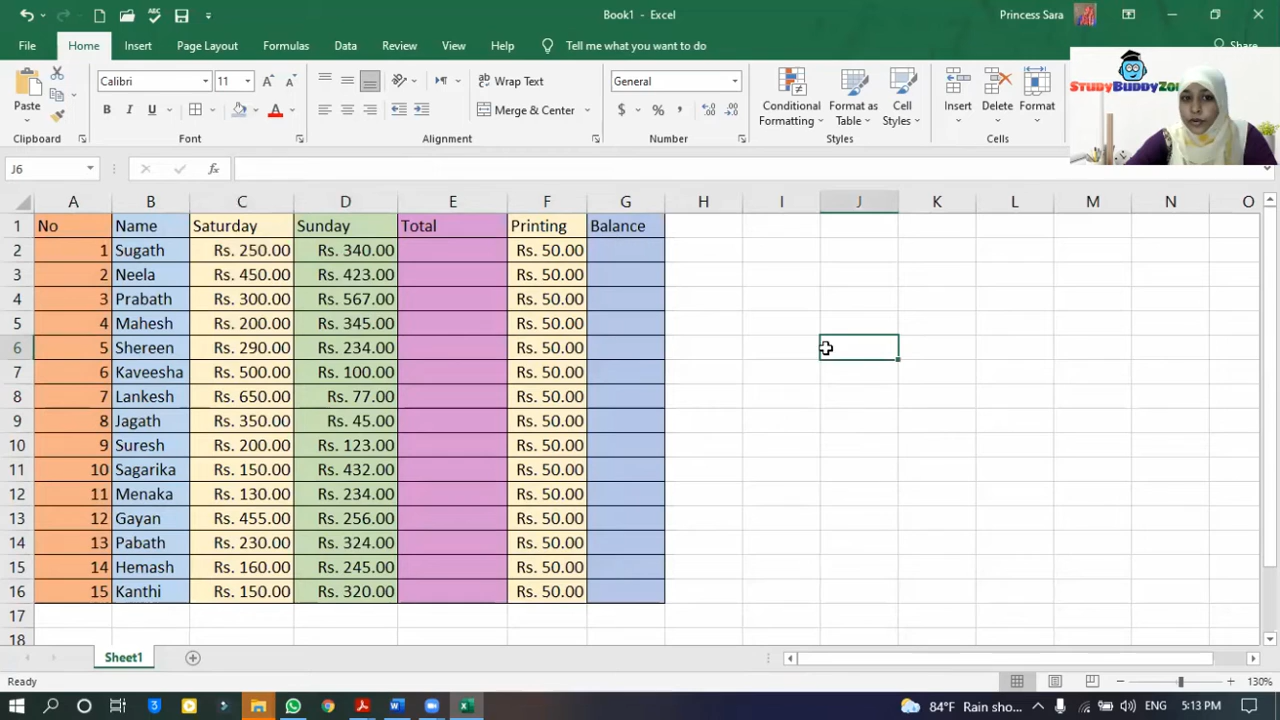 Book1 - Excel
Princess Sara
File Home Insert Page Layout Formulas Data Review View Help Tell me what you want to do Share
StudyBuddyZo
Paste
Calibri 11
B I U A
Wrap Text
Merge & Center
General
$ % ,
Conditional Formatting
Format as Table
Cell Styles
Insert
Delete
Format
Clipboard Font Alignment Number Styles Cells
J6 fx
A B C D E F G H I J K L M N O
1 No Name Saturday Sunday Total Printing Balance
2 1 Sugath Rs. 250.00 Rs. 340.00 Rs. 50.00
3 2 Neela Rs. 450.00 Rs. 423.00 Rs. 50.00
4 3 Prabath Rs. 300.00 Rs. 567.00 Rs. 50.00
5 4 Mahesh Rs. 200.00 Rs. 345.00 Rs. 50.00
6 5 Shereen Rs. 290.00 Rs. 234.00 Rs. 50.00
7 6 Kaveesha Rs. 500.00 Rs. 100.00 Rs. 50.00
8 7 Lankesh Rs. 650.00 Rs. 77.00 Rs. 50.00
9 8 Jagath Rs. 350.00 Rs. 45.00 Rs. 50.00
10 9 Suresh Rs. 200.00 Rs. 123.00 Rs. 50.00
11 10 Sagarika Rs. 150.00 Rs. 432.00 Rs. 50.00
12 11 Menaka Rs. 130.00 Rs. 234.00 Rs. 50.00
13 12 Gayan Rs. 455.00 Rs. 256.00 Rs. 50.00
14 13 Pabath Rs. 230.00 Rs. 324.00 Rs. 50.00
15 14 Hemash Rs. 160.00 Rs. 245.00 Rs. 50.00
16 15 Kanthi Rs. 150.00 Rs. 320.00 Rs. 50.00
17
18
Sheet1
Ready
130%
84°F Rain sho... ENG 5:13 PM